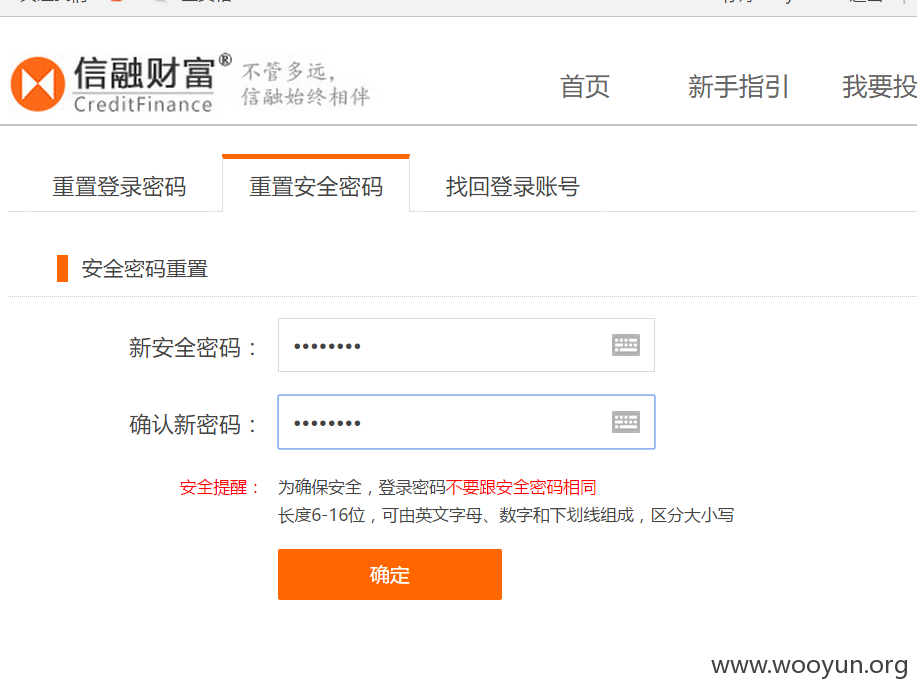 信融财富®
CreditFinance
不管多远，
信融始终相伴
首页
新手指引
我要投
重置登录密码
重置安全密码
找回登录账号
安全密码重置
新安全密码：
确认新密码：
安全提醒： 为确保安全，登录密码不要跟安全密码相同
长度6-16位，可由英文字母、数字和下划线组成，区分大小写
确定
www.wooyun.org